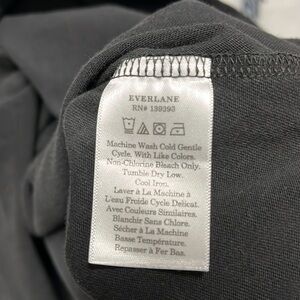 EVERLANE
RN# 139393
Machine Wash Cold Gentle
Cycle. With Like Colors.
Non-Chlorine Bleach Only.
Tumble Dry Low.
Cool Iron.
Laver À La Machine À
L'eau Froide Cycle Délicat.
Avec Couleurs Similaires.
Blanchir Sans Chlore.
Sécher à La Machine
Basse Température.
Repasser à Fer Bas.